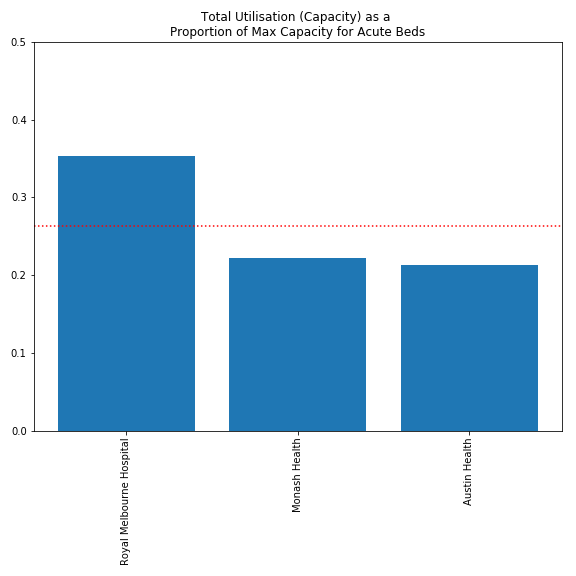 Total Utilisation (Capacity) as a
Proportion of Max Capacity for Acute Beds
0.5
0.4
0.3
0.2
0.1
0.0
Royal Melbourne Hospital
Monash Health
Austin Health